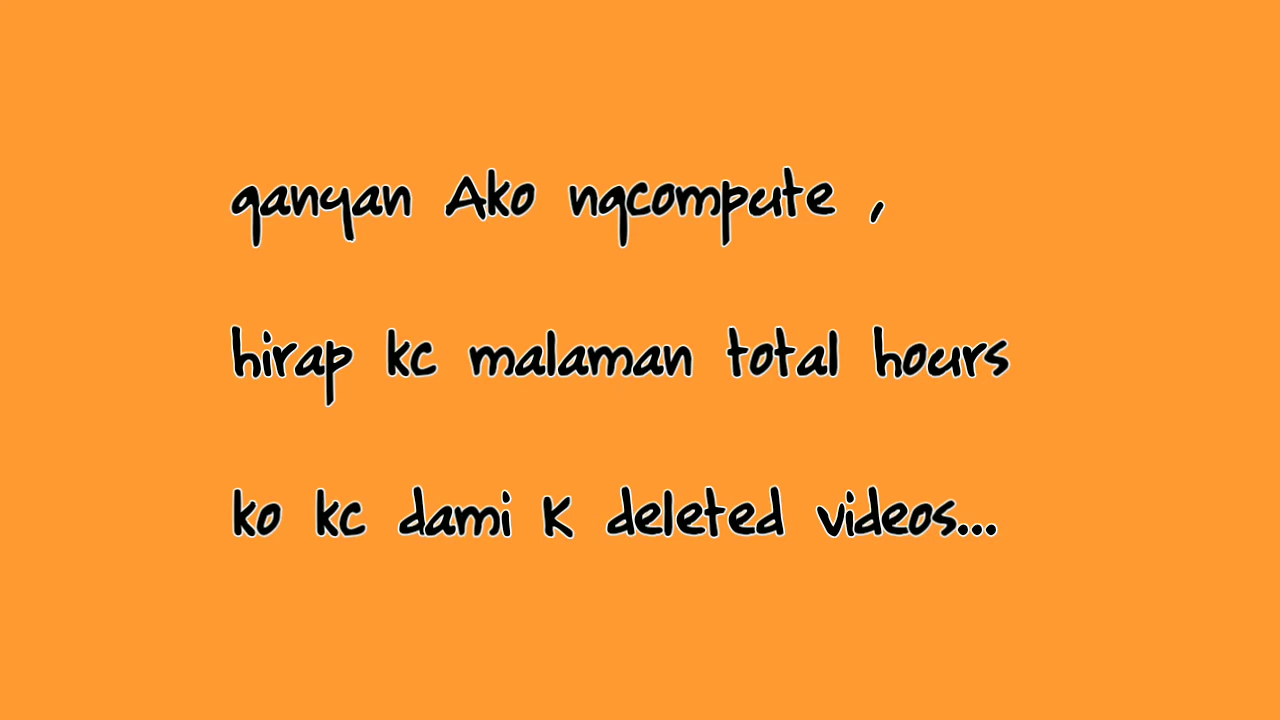 ganyan Ako ngcompute ,
hirap kc malaman total hours
ko kc dami K deleted videos...